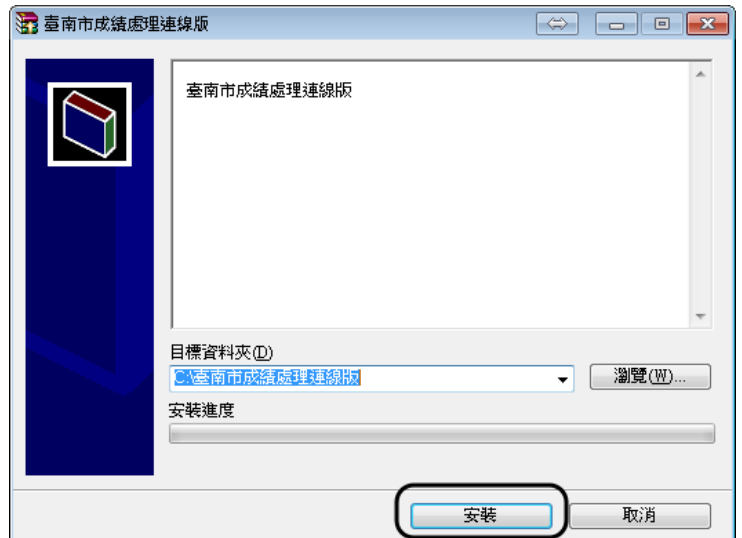 臺南市成績處理連線版
臺南市成績處理連線版
目標資料夾(D)
C:\臺南市成績處理連線版
瀏覽(W)...
安裝進度
安裝
取消